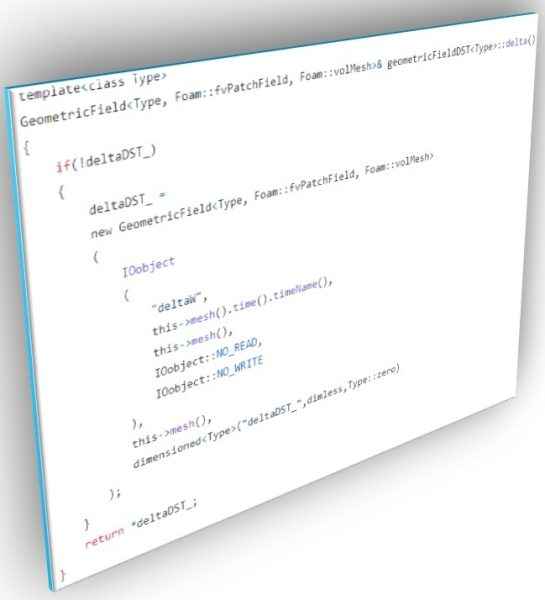 template<class Type>
GeometricField<Type, Foam::fvPatchField, Foam::volMesh>& geometricFieldDST<Type>::delta()
{
if(!deltaDST_)
{
deltaDST_ =
new GeometricField<Type, Foam::fvPatchField, Foam::volMesh>
(
IOobject
(
"deltaW",
this->mesh().time().timeName(),
this->mesh(),
IOobject::NO_READ,
IOobject::NO_WRITE
),
this->mesh(),
dimensioned<Type>("deltaDST_",dimless,Type::zero)
);
}
return *deltaDST_;
}